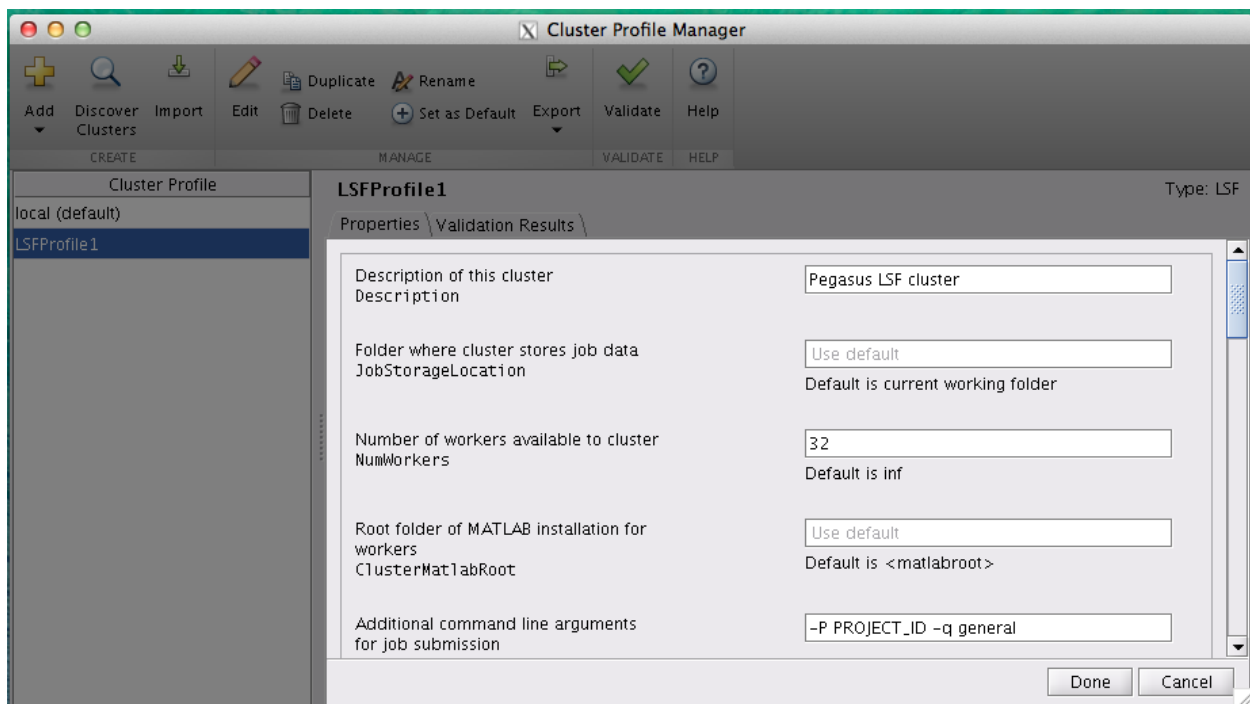 Cluster Profile Manager
Add
Discover Clusters
Import
Edit
Duplicate
Delete
Rename
Set as Default
Export
Validate
Help
CREATE
MANAGE
VALIDATE
HELP
Cluster Profile
local (default)
LSFProfile1
LSFProfile1
Type: LSF
Properties
Validation Results
Description of this cluster
Description
Pegasus LSF cluster
Folder where cluster stores job data
JobStorageLocation
Use default
Default is current working folder
Number of workers available to cluster
NumWorkers
32
Default is inf
Root folder of MATLAB installation for
workers
ClusterMatlabRoot
Use default
Default is <matlabroot>
Additional command line arguments
for job submission
-P PROJECT_ID -q general
Done
Cancel